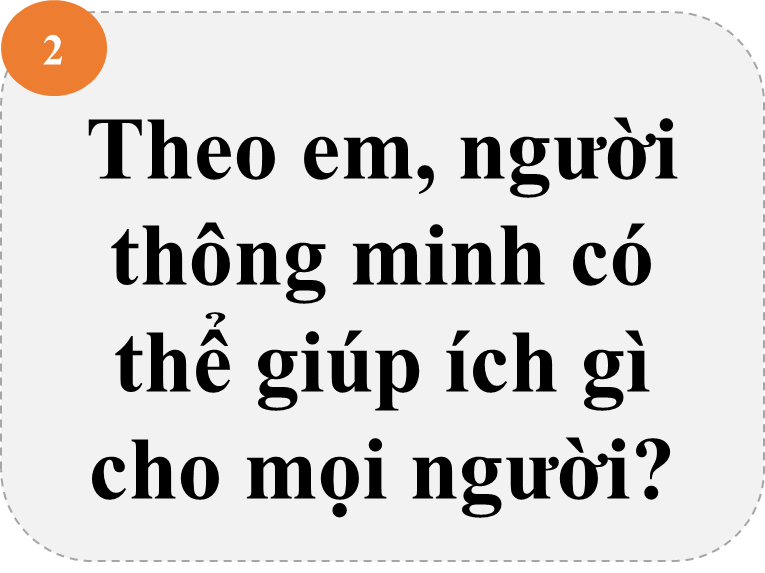 2
Theo em, người
thông minh có
thể giúp ích gì
cho mọi người?